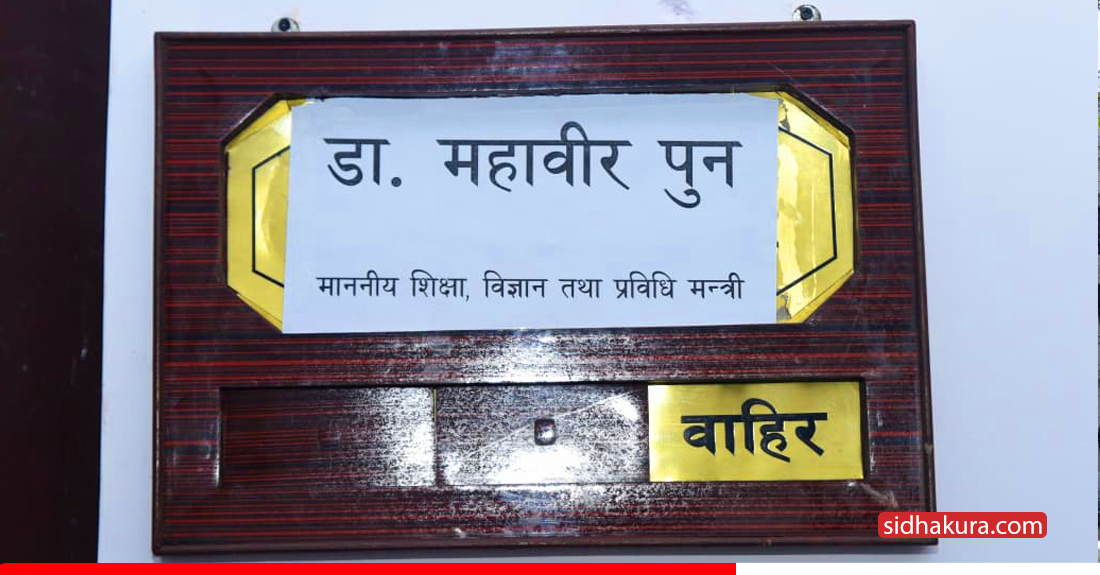 डा. महावीर पुन
माननीय शिक्षा, विज्ञान तथा प्रविधि मन्त्री
वाहिर
sidhakura.com